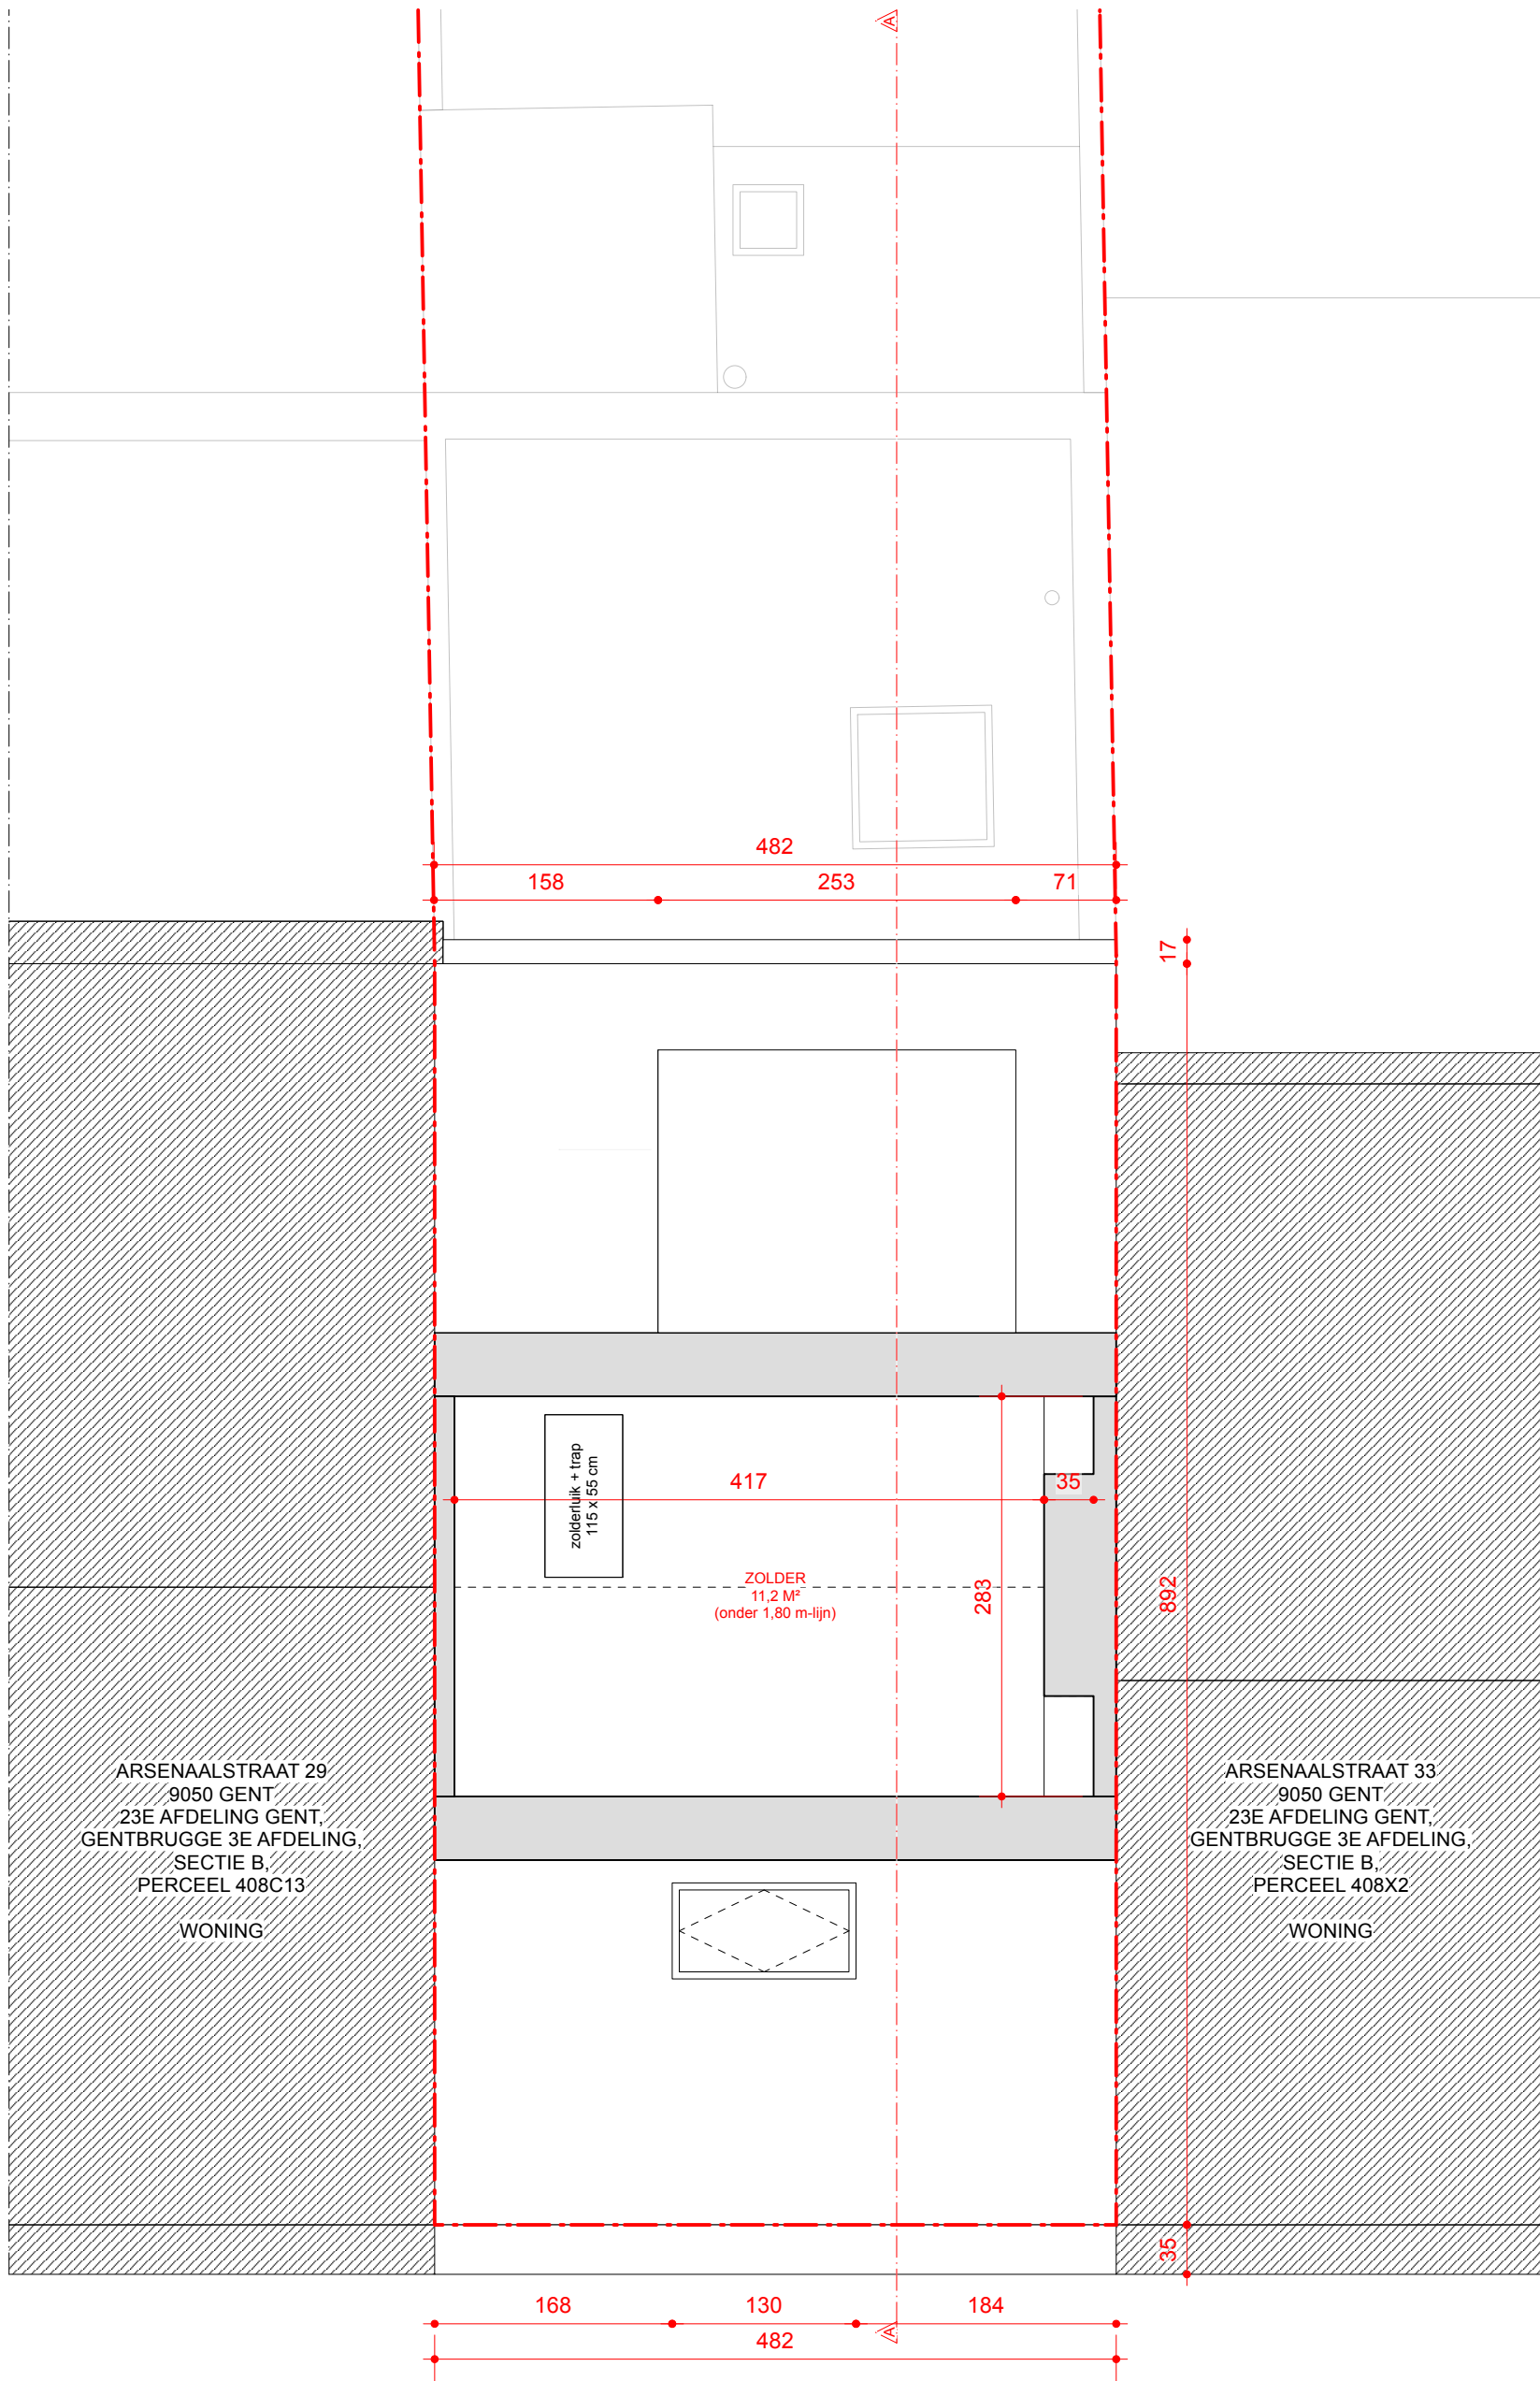 A
482
158
253
71
17
zolderluik + trap
115 x 55 cm
417
35
ZOLDER
11,2 M²
(onder 1,80 m-lijn)
283
892
ARSENAALSTRAAT 29
9050 GENT
23E AFDELING GENT,
GENTBRUGGE 3E AFDELING,
SECTIE B,
PERCEEL 408C13
WONING
ARSENAALSTRAAT 33
9050 GENT
23E AFDELING GENT,
GENTBRUGGE 3E AFDELING,
SECTIE B,
PERCEEL 408X2
WONING
35
168
130
184
A
482